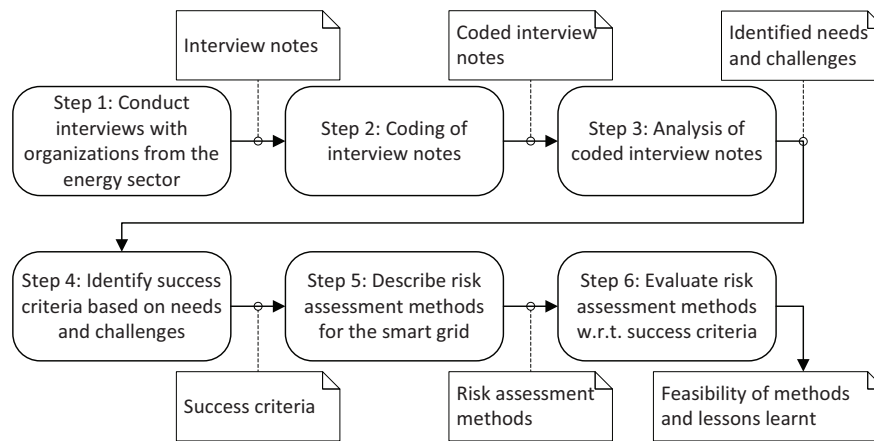 Interview notes
Coded interview
notes
Identified needs
and challenges
Step 1: Conduct
interviews with
organizations from the
energy sector
Step 2: Coding of
interview notes
Step 3: Analysis of
coded interview notes
Step 4: Identify success
criteria based on needs
and challenges
Step 5: Describe risk
assessment methods
for the smart grid
Step 6: Evaluate risk
assessment methods
w.r.t. success criteria
Success criteria
Risk assessment
methods
Feasibility of methods
and lessons learnt